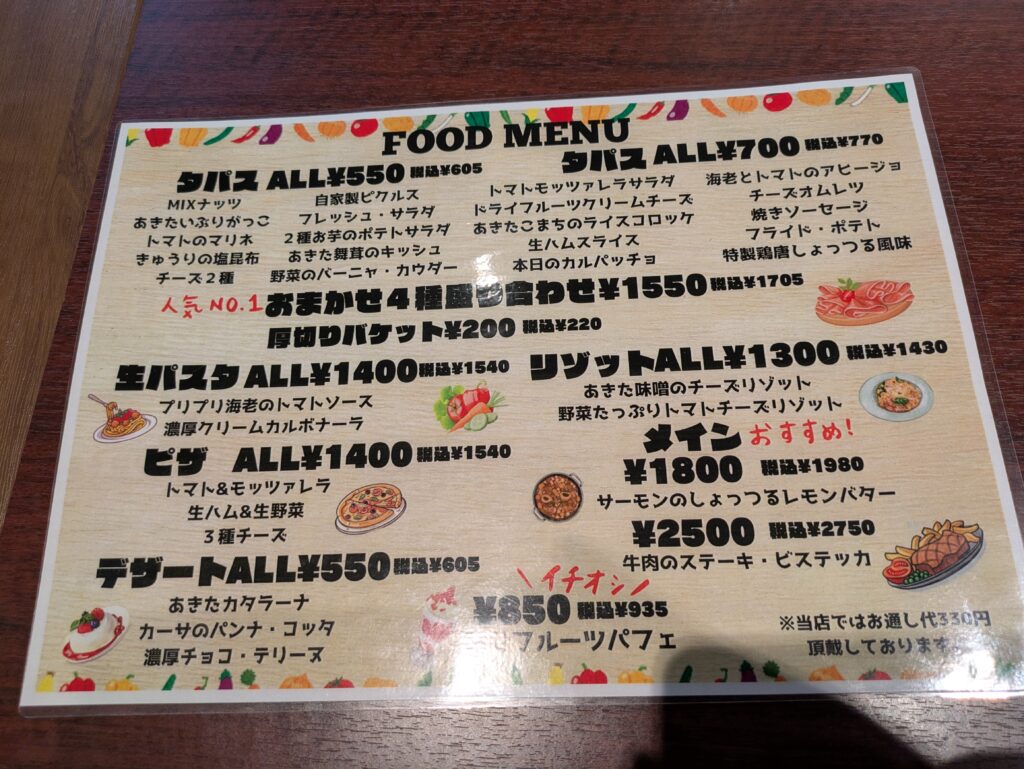 FOOD MENU
タパス ALL¥550 税込¥605
MIXナッツ
あきたいぶりがっこ
トマトのマリネ
きゅうりの塩昆布
チーズ2種
自家製ピクルス
フレッシュ・サラダ
2種お芋のポテトサラダ
あきた舞茸のキッシュ
野菜のバーニャ・カウダー
タパス ALL¥700 税込¥770
トマトモッツァレラサラダ
ドライフルーツクリームチーズ
あきたこまちのライスコロッケ
生ハムスライス
本日のカルパッチョ
海老とトマトのアヒージョ
チーズオムレツ
焼きソーセージ
フライド・ポテト
特製鶏唐しょっつる風味
人気NO.1 おまかせ4種盛り合わせ¥1550 税込¥1705
厚切りバケット¥200 税込¥220
生パスタ ALL¥1400 税込¥1540
プリプリ海老のトマトソース
濃厚クリームカルボナーラ
ピザ ALL¥1400 税込¥1540
トマト&モッツァレラ
生ハム&生野菜
3種チーズ
デザートALL¥550 税込¥605
あきたカタラーナ
カーサのパンナ・コッタ
濃厚チョコ・テリーヌ
リゾットALL¥1300 税込¥1430
あきた味噌のチーズリゾット
野菜たっぷりトマトチーズリゾット
メイン おすすめ!
¥1800 税込¥1980
サーモンのしょっつるレモンバター
¥2500 税込¥2750
牛肉のステーキ・ビステッカ
\イチオシ/
¥850 税込¥935
フルーツパフェ
※当店ではお通し代330円
頂戴しております。